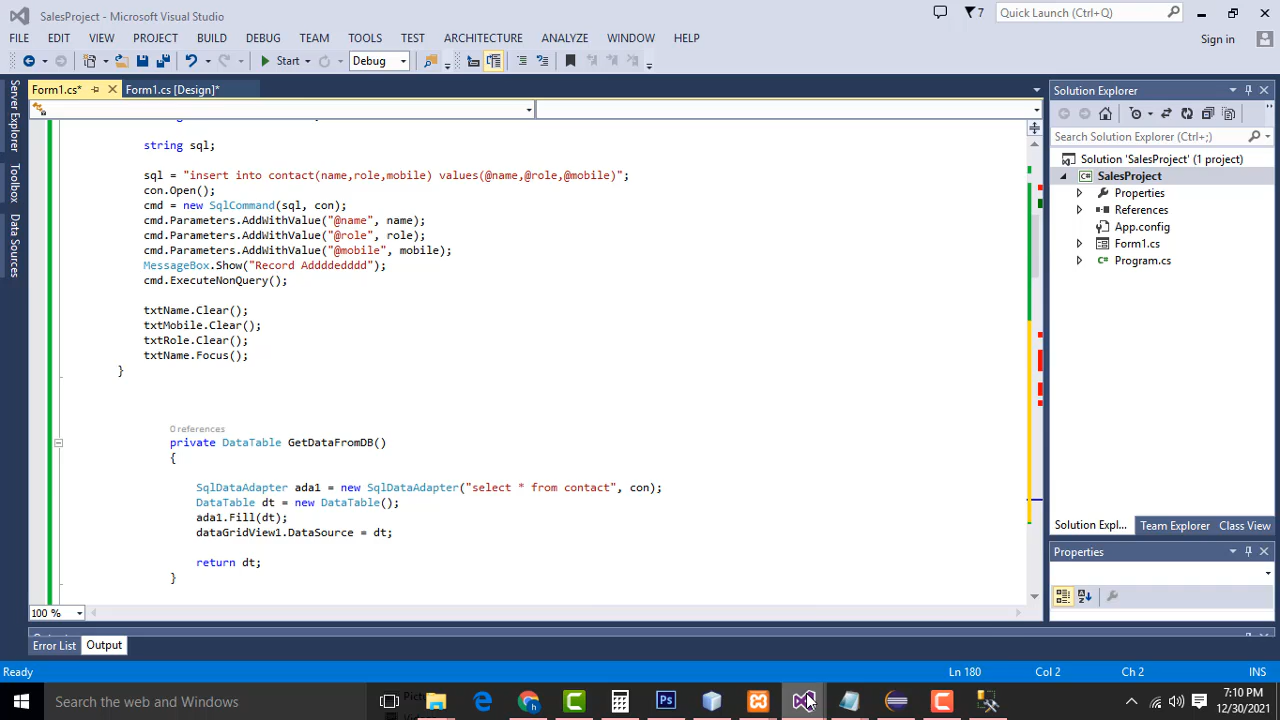 SalesProject - Microsoft Visual Studio
7
Quick Launch (Ctrl+Q)
FILE EDIT VIEW PROJECT BUILD DEBUG TEAM TOOLS TEST ARCHITECTURE ANALYZE WINDOW HELP
Sign in
Start
Debug
Form1.cs*
Form1.cs [Design]*
Server Explorer
Toolbox
Data Sources
string sql;
sql = "insert into contact(name,role,mobile) values(@name,@role,@mobile)";
con.Open();
cmd = new SqlCommand(sql, con);
cmd.Parameters.AddWithValue("@name", name);
cmd.Parameters.AddWithValue("@role", role);
cmd.Parameters.AddWithValue("@mobile", mobile);
MessageBox.Show("Record Addddedddd");
cmd.ExecuteNonQuery();
txtName.Clear();
txtMobile.Clear();
txtRole.Clear();
txtName.Focus();
}
0 references
private DataTable GetDataFromDB()
{
SqlDataAdapter ada1 = new SqlDataAdapter("select * from contact", con);
DataTable dt = new DataTable();
ada1.Fill(dt);
dataGridView1.DataSource = dt;
return dt;
}
100 %
Solution Explorer
Search Solution Explorer (Ctrl+;)
Solution 'SalesProject' (1 project)
SalesProject
Properties
References
App.config
Form1.cs
Program.cs
Solution Expl... Team Explorer Class View
Properties
Error List Output
Ready
Ln 180 Col 2 Ch 2 INS
Search the web and Windows
7:10 PM
12/30/2021